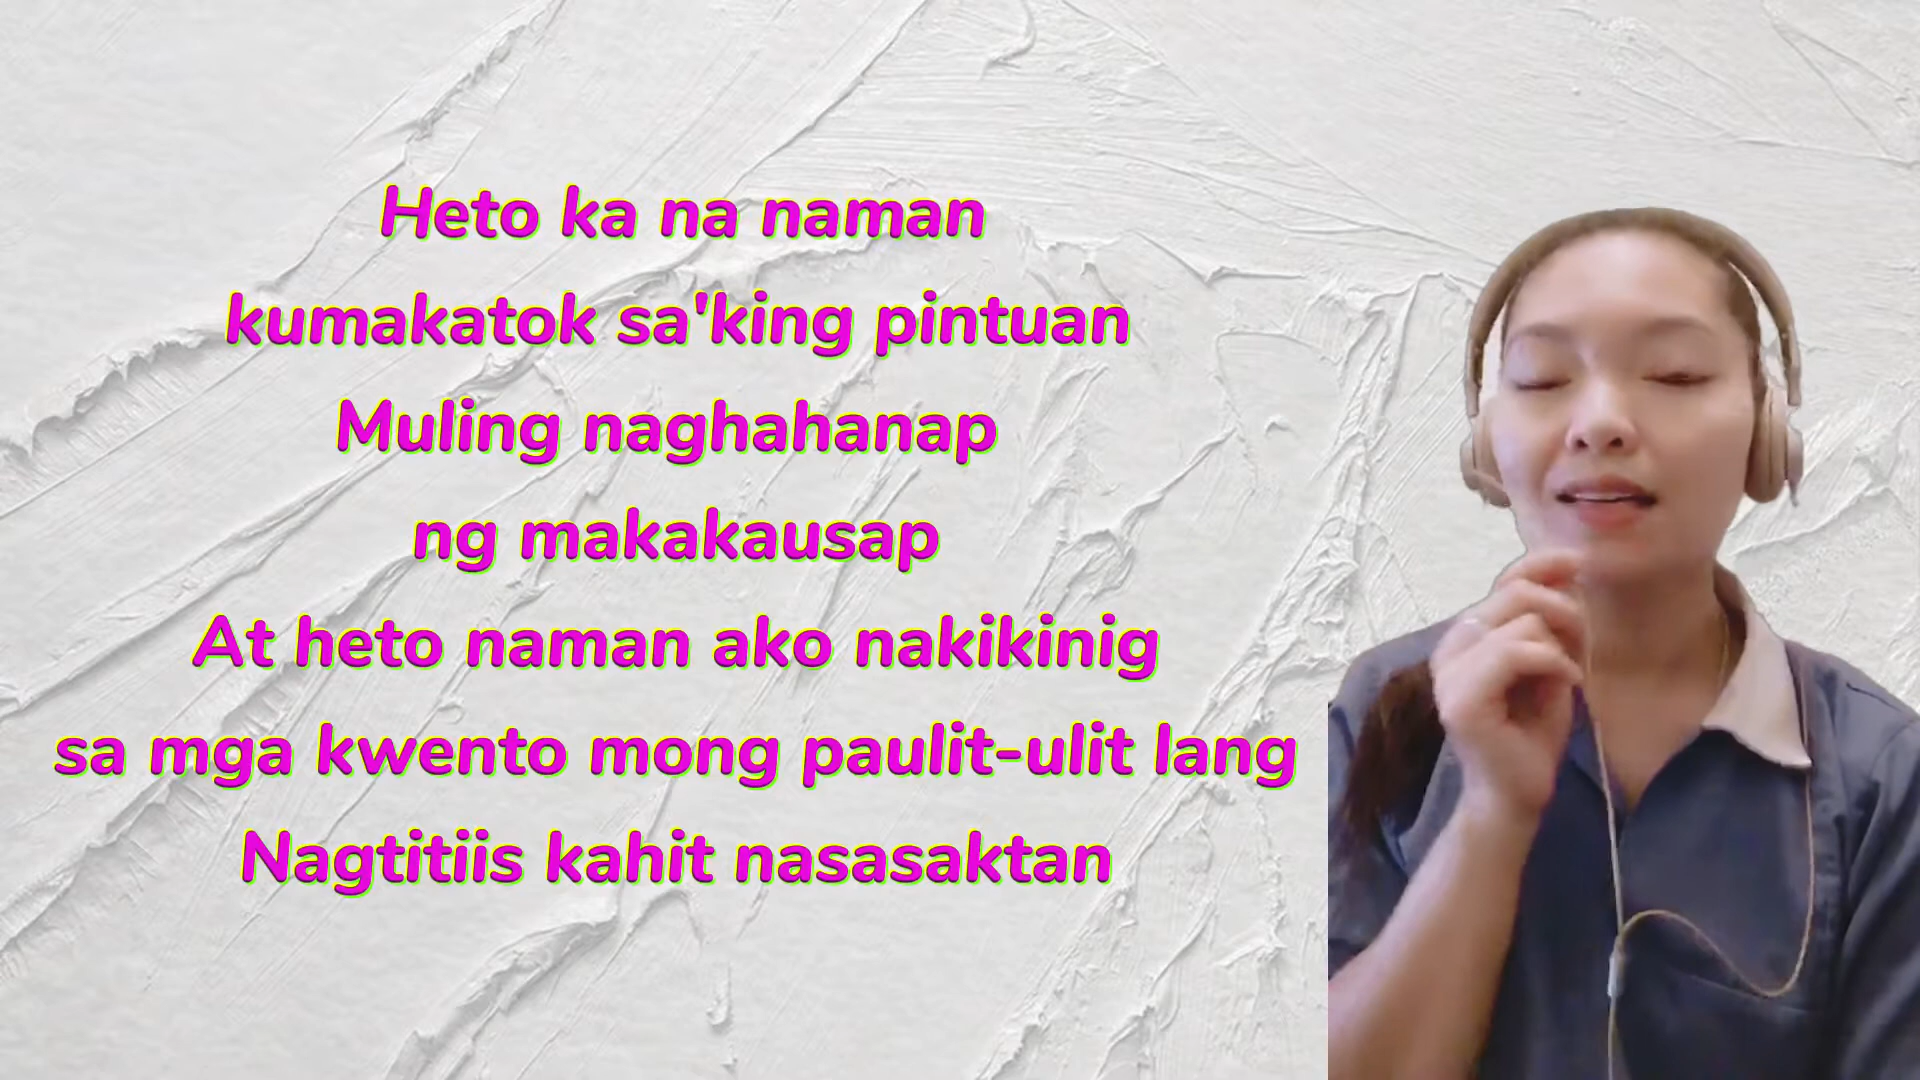 Heto ka na naman
kumakatok sa'king pintuan
Muling naghahanap
ng makakausap
At heto naman ako nakikinig
sa mga kwento mong paulit-ulit lang
Nagtitiis kahit nasasaktan